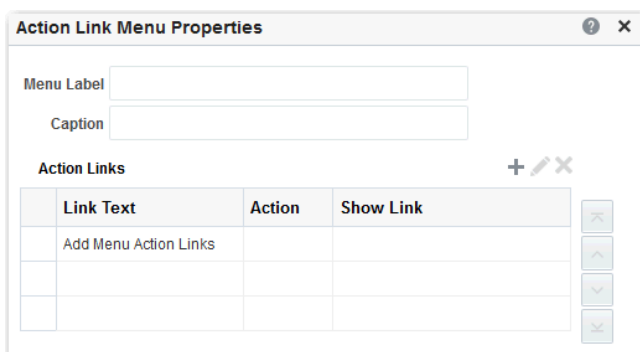 Action Link Menu Properties
Menu Label
Caption
Action Links
Link Text Action Show Link
Add Menu Action Links